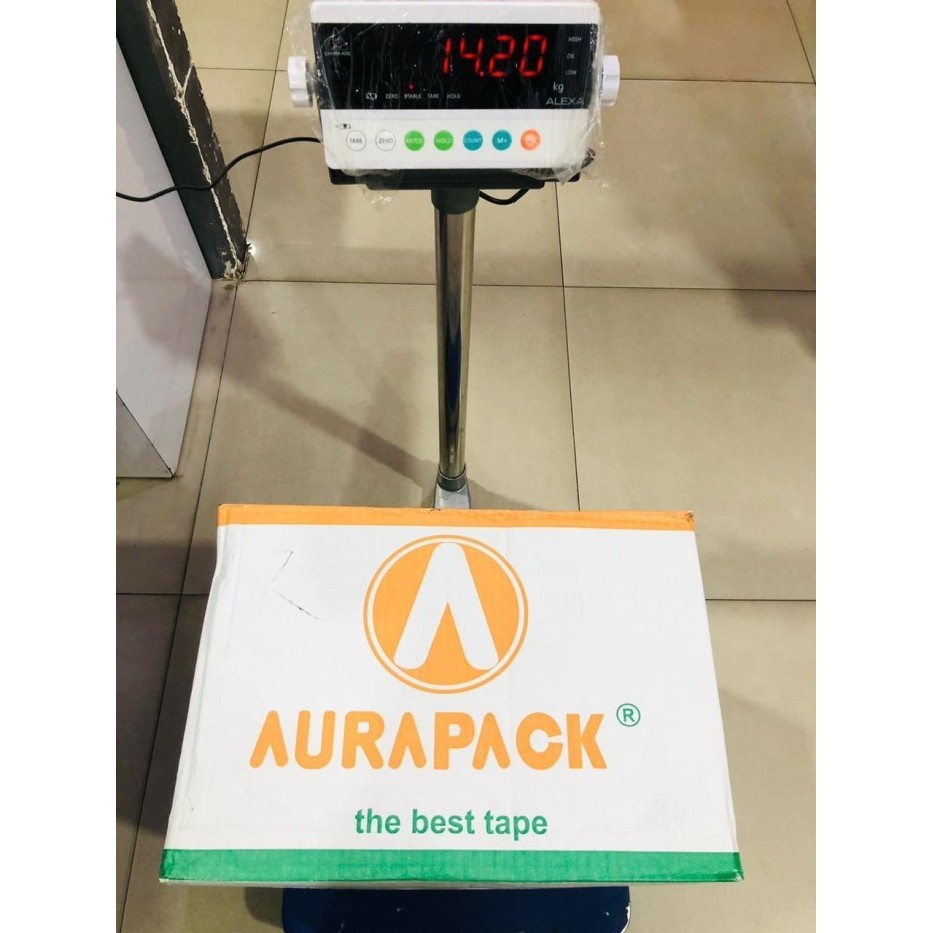 14.20
HIGH
OK
LOW
kg
ALEXA
ZERO STABLE TARE HOLD
TARE ZERO HOLD COUNT M+
AURAPACK ®
the best tape